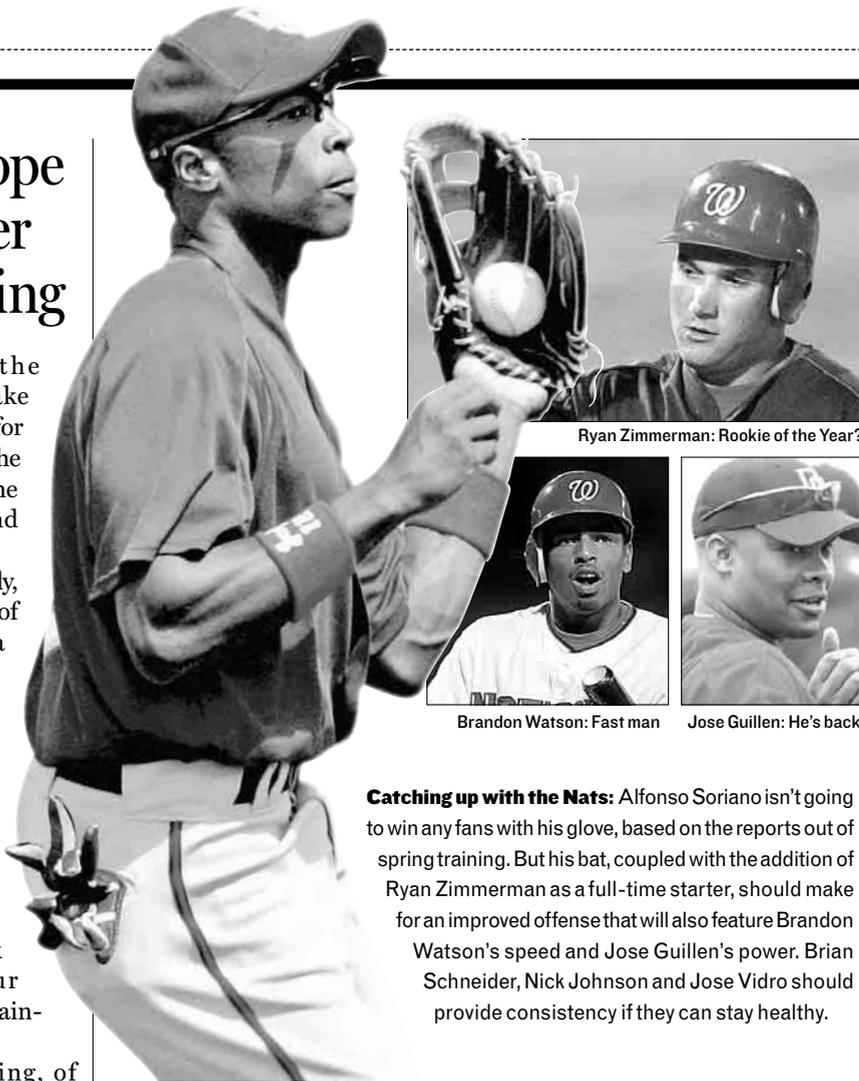 ope
er
ing
the
ake
for
he
ne
nd
ly,
of
a
ur
ain-
ing, of
W
Ryan Zimmerman: Rookie of the Year?
W
Brandon Watson: Fast man
Jose Guillen: He's back
Catching up with the Nats: Alfonso Soriano isn't going
to win any fans with his glove, based on the reports out of
spring training. But his bat, coupled with the addition of
Ryan Zimmerman as a full-time starter, should make
for an improved offense that will also feature Brandon
Watson's speed and Jose Guillen's power. Brian
Schneider, Nick Johnson and Jose Vidro should
provide consistency if they can stay healthy.